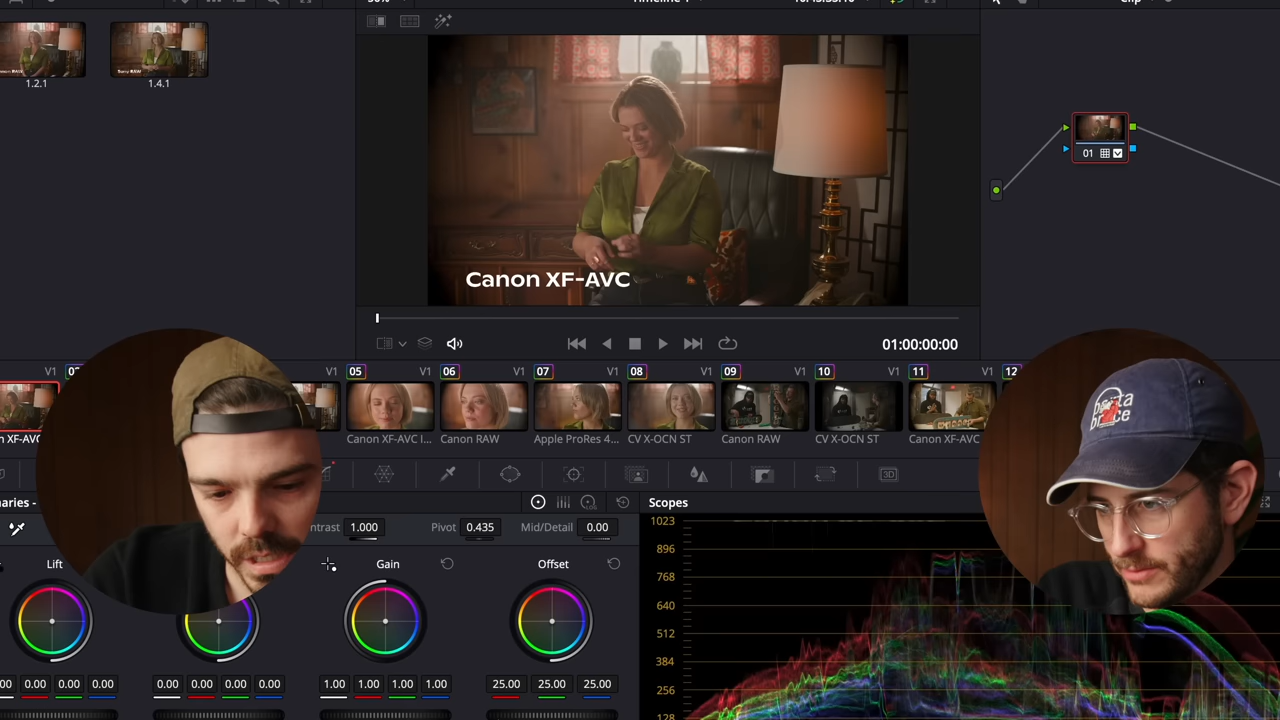 Timeline 1
Clip
1.2.1
1.4.1
01
Canon XF-AVC
01:00:00:00
V1
V1
05
V1
06
V1
07
V1
08
V1
09
V1
10
V1
11
V1
12
Canon XF-AVC I...
Canon RAW
Apple ProRes 4...
CV X-OCN ST
Canon RAW
CV X-OCN ST
Canon XF-AVC
3D
1.000
Pivot
0.435
Mid/Detail
0.00
Scopes
Lift
Gain
Offset
1023
896
768
640
512
384
256
128
0.00
0.00
0.00
0.00
0.00
0.00
0.00
1.00
1.00
1.00
1.00
25.00
25.00
25.00